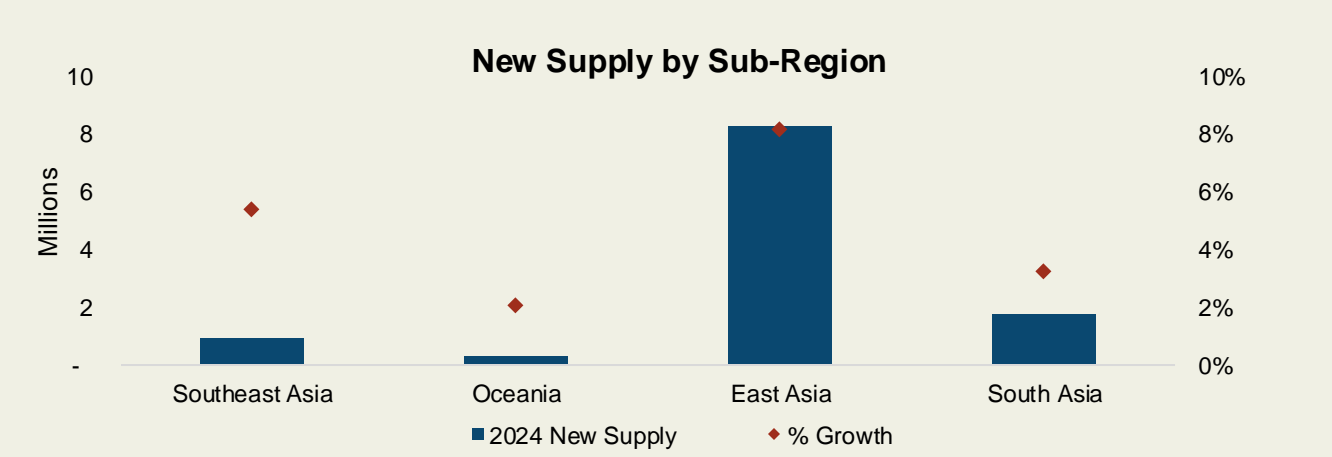 New Supply by Sub-Region
10
8
6
4
2
-
Millions
10%
8%
6%
4%
2%
0%
Southeast Asia
Oceania
East Asia
South Asia
2024 New Supply
% Growth